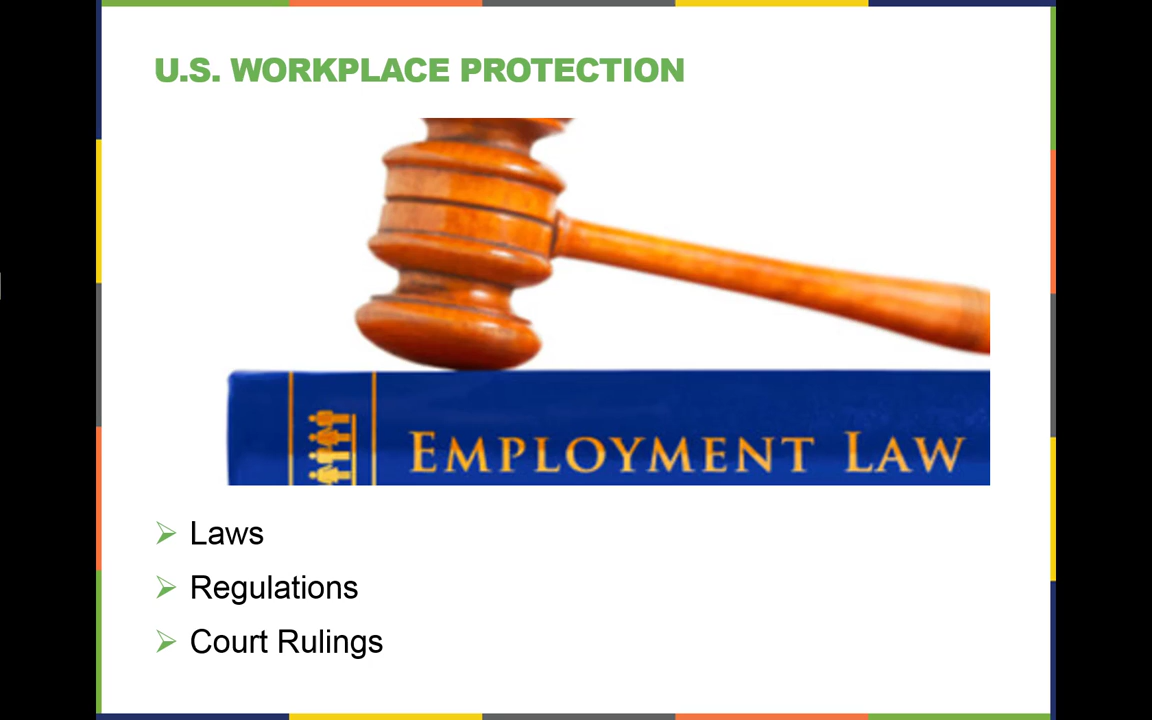 U.S. WORKPLACE PROTECTION
EMPLOYMENT LAW
Laws
Regulations
Court Rulings